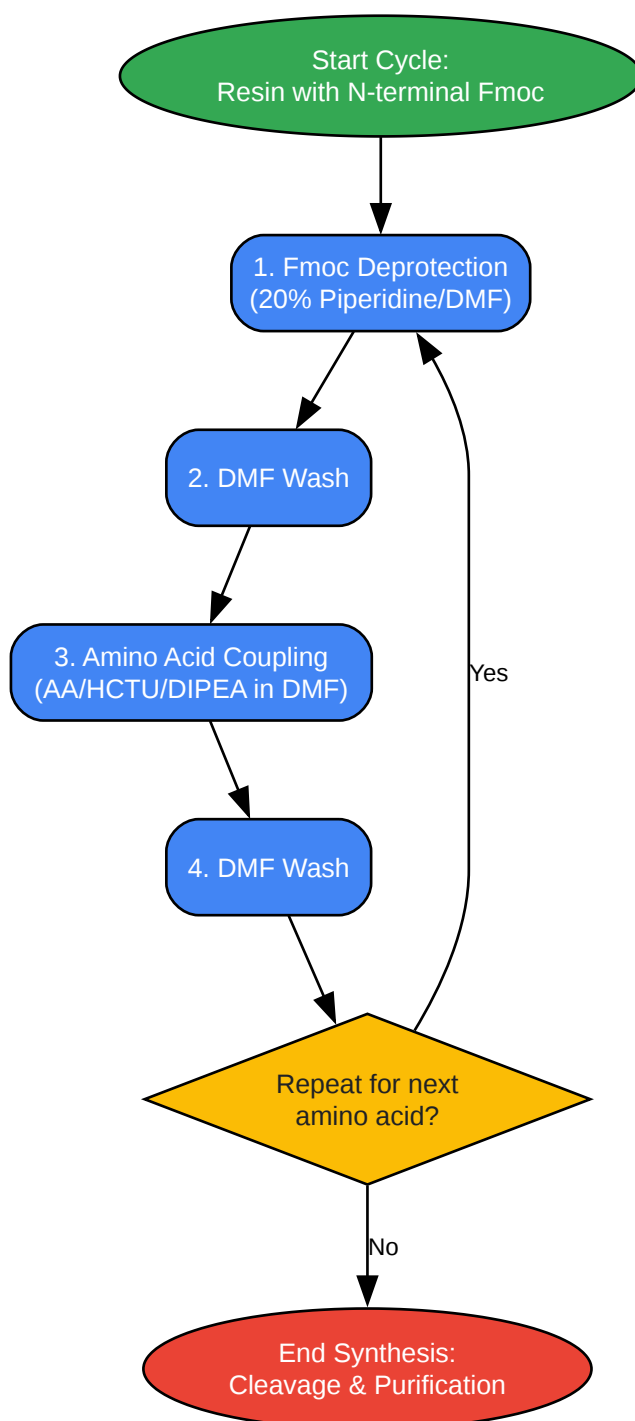 Start Cycle:
Resin with N-terminal Fmoc
1. Fmoc Deprotection
(20% Piperidine/DMF)
2. DMF Wash
3. Amino Acid Coupling
(AA/HCTU/DIPEA in DMF)
Yes
4. DMF Wash
Repeat for next
amino acid?
No
End Synthesis:
Cleavage & Purification